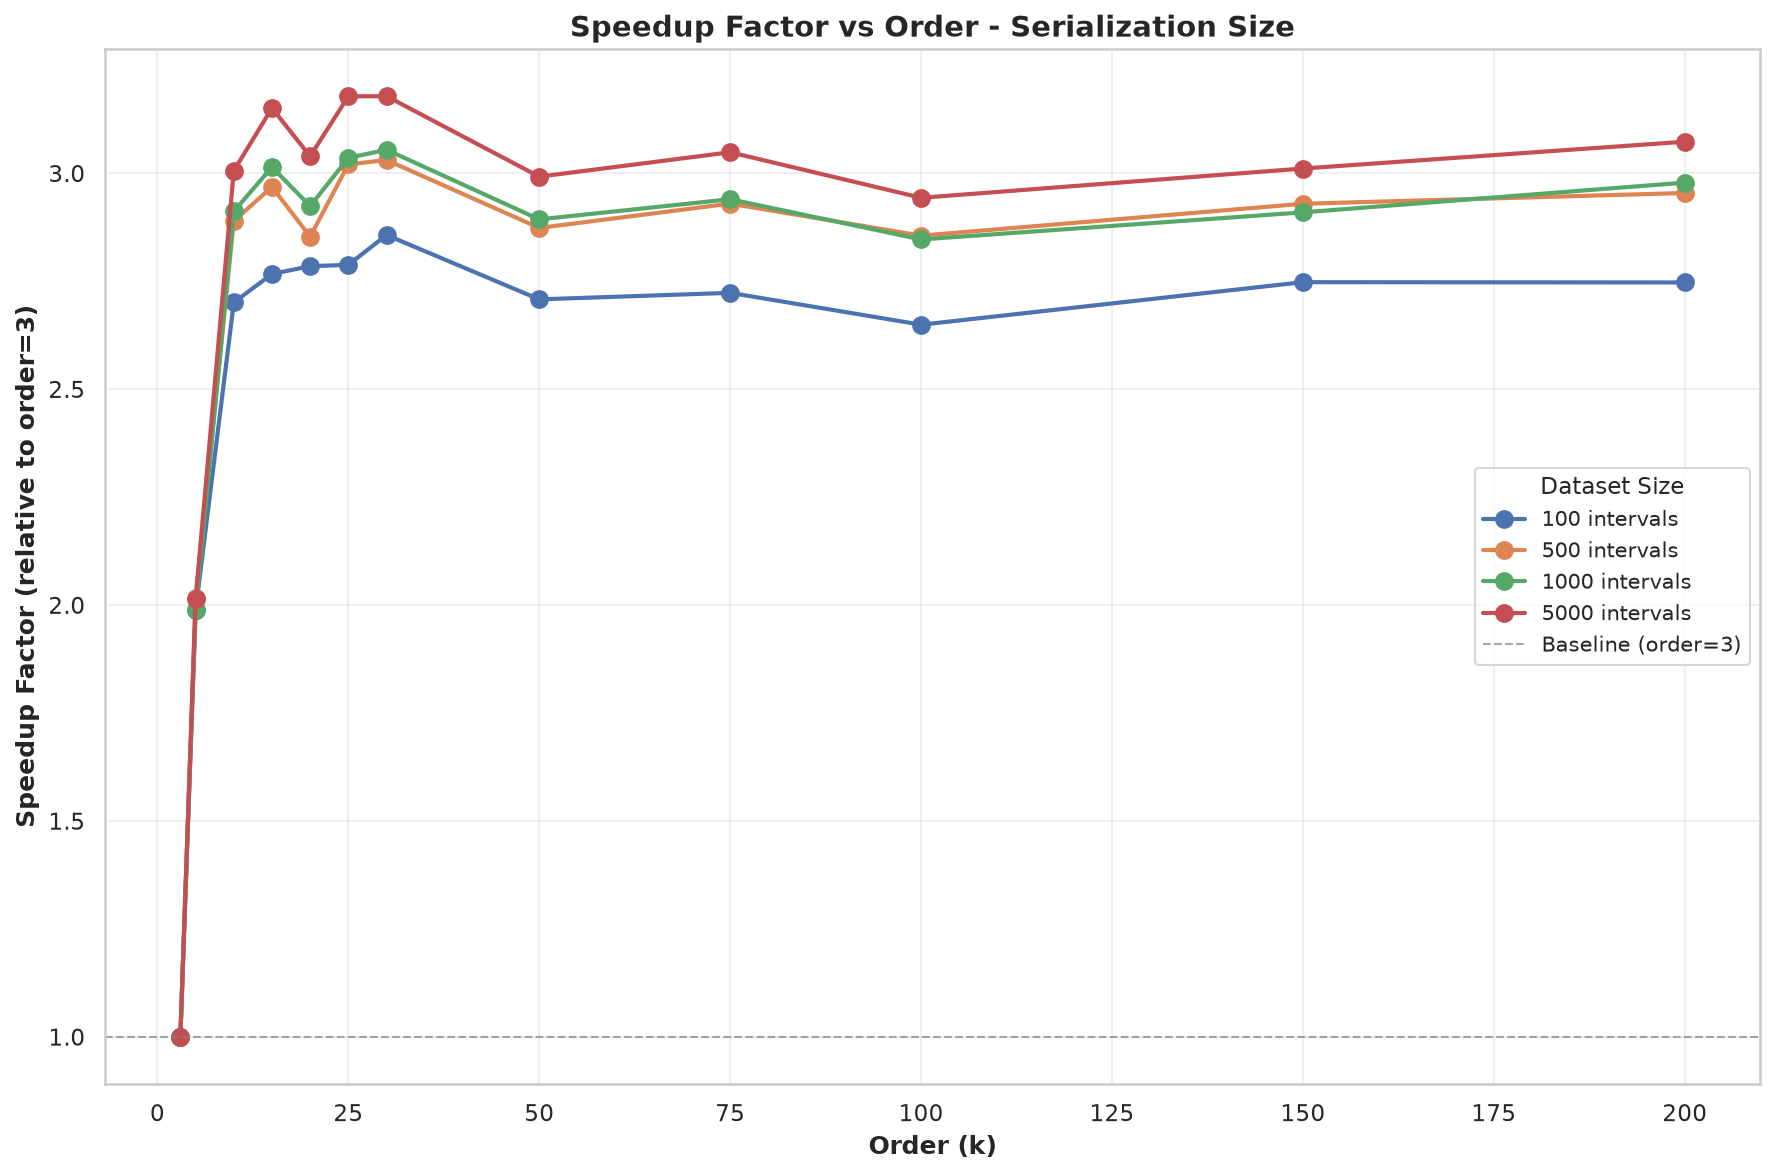 Speedup Factor vs Order - Serialization Size
Speedup Factor (relative to order=3)
3.0
2.5
2.0
1.5
1.0
Dataset Size
100 intervals
500 intervals
1000 intervals
5000 intervals
Baseline (order=3)
0 25 50 75 100 125 150 175 200
Order (k)